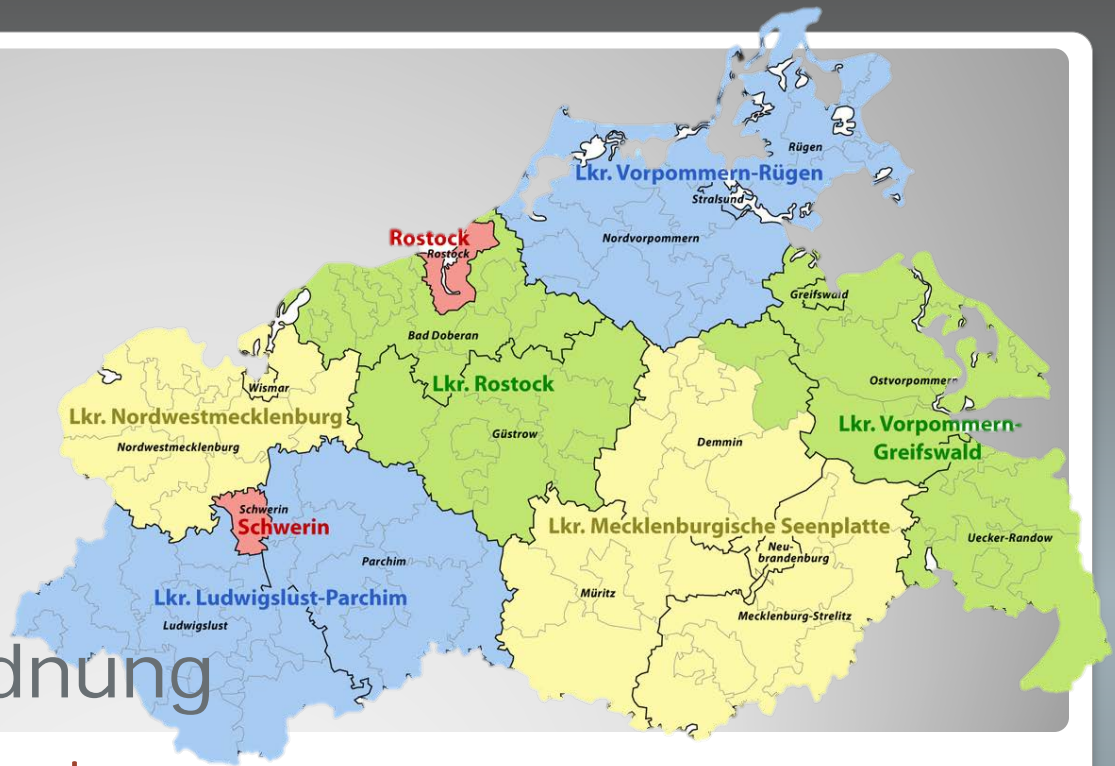 Rügen
Lkr. Vorpommern-Rügen
Stralsund
Rostock
Nordvorpommern
Rostock
Greifswald
Bad Doberan
Ostvorpommern
Lkr. Rostock
Wismar
Lkr. Nordwestmecklenburg
Lkr. Vorpommern-
Greifswald
Güstrow
Demmin
Nordwestmecklenburg
Schwerin
Schwerin
Lkr. Mecklenburgische Seenplatte
Uecker-Randow
Neu-
brandenburg
Parchim
Müritz
Lkr. Ludwigslust-Parchim
Mecklenburg-Strelitz
Ludwigslust
dnung